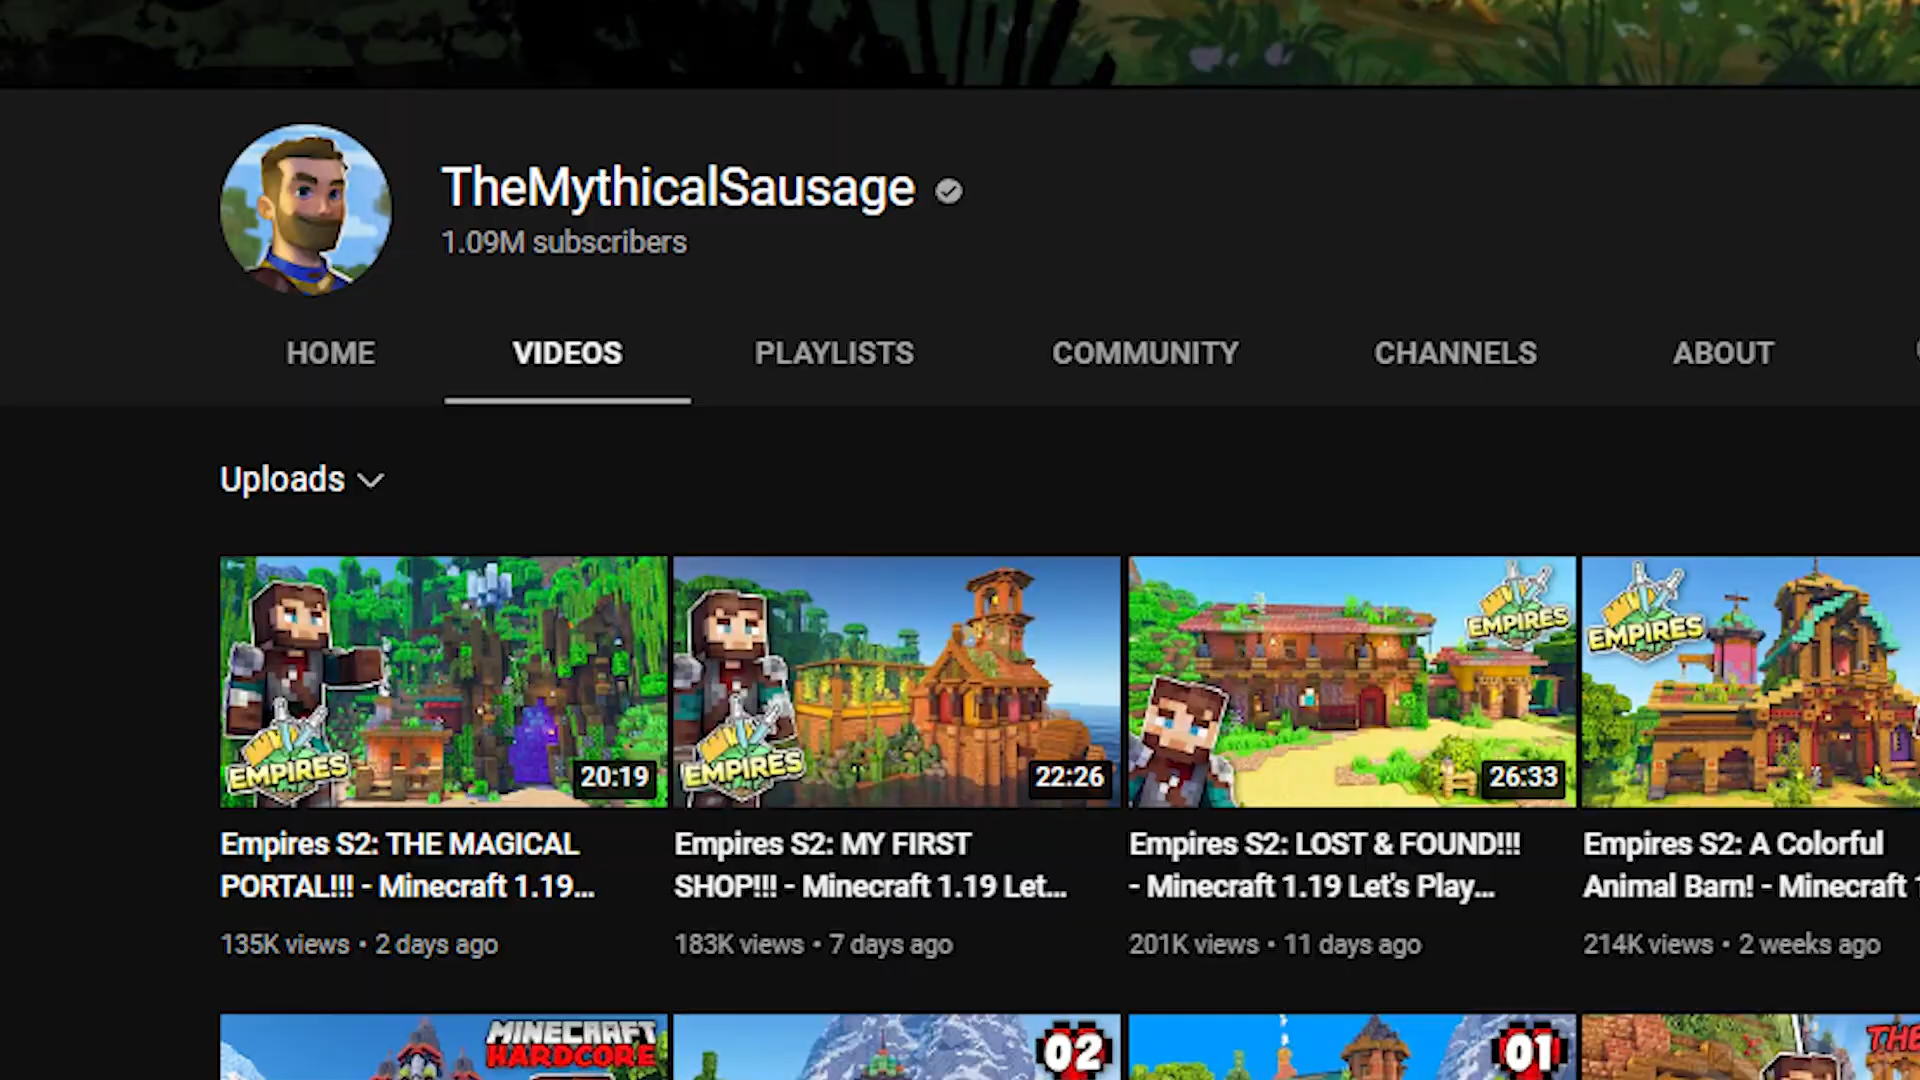 TheMythicalSausage
1.09M subscribers
HOME
VIDEOS
PLAYLISTS
COMMUNITY
CHANNELS
ABOUT
Uploads
EMPIRES
20:19
EMPIRES
22:26
EMPIRES
26:33
EMPIRES
Empires S2: THE MAGICAL
PORTAL!!! - Minecraft 1.19...
135K views • 2 days ago
Empires S2: MY FIRST
SHOP!!! - Minecraft 1.19 Let...
183K views • 7 days ago
Empires S2: LOST & FOUND!!!
- Minecraft 1.19 Let's Play...
201K views • 11 days ago
Empires S2: A Colorful
Animal Barn! - Minecraft
214K views • 2 weeks ago
MINECRAFT
HARDCORE
02
01
THE